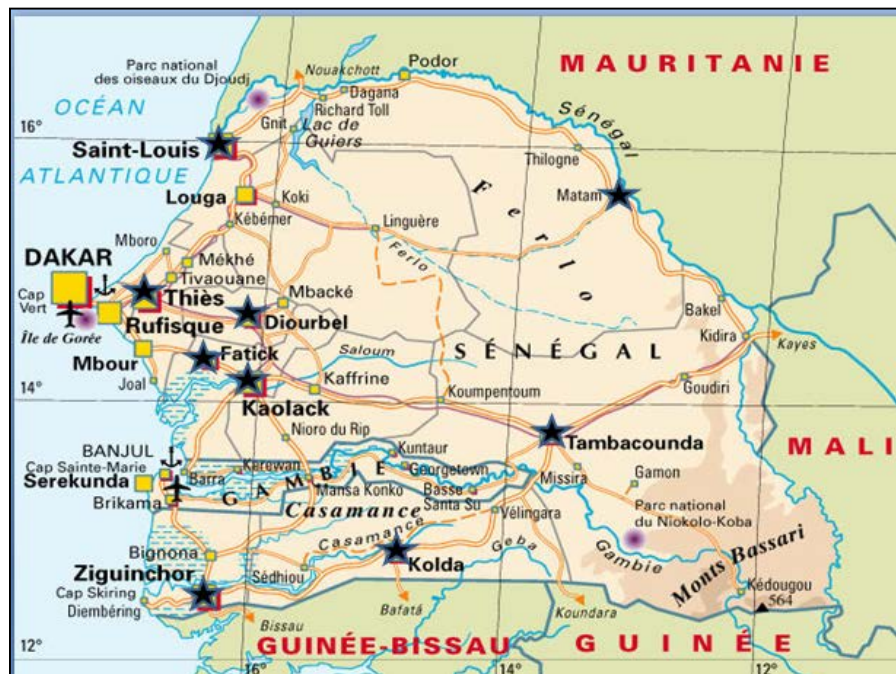 Parc national
des oiseaux du Djoudj
Nouakchott
Podor
MAURITANIE
OCÉAN
Dagana
Richard Toll
16°
Gnit
Lac de
Guiers
Sénégal
Saint-Louis
Thilogne
ATLANTIQUE
Ferlo
Matam
Louga
Koki
Kébémer
Linguère
Mboro
DAKAR
Mékhé
Ferlo
Tivaouane
Cap
Vert
Thiès
Mbacké
Bakel
Rufisque
Diourbel
Île de Gorée
Kidira
Kayes
Mbour
Fatick
Saloum
SÉNÉGAL
Joal
Kaffrine
Goudiri
14°
Koumpentoum
Kaolack
Nioro du Rip
Tambacounda
MALI
BANJUL
Kuntaur
Cap Sainte-Marie
Barra
Kerewan
Georgetown
Missira
Gamon
Serekunda
GAMBIE
Mansa Konko
Basse
Santa Su
Brikama
Casamance
Vélingara
Parc national
du Niokolo-Koba
Bignona
Casamance
Geba
Gambie
Monts Bassari
Ziguinchor
Sédhiou
Kolda
Cap Skiring
Kédougou
Diembéring
564
Bafatá
Koundara
Bissau
12°
GUINÉE-BISSAU
GUINÉE
16°
14°
12°